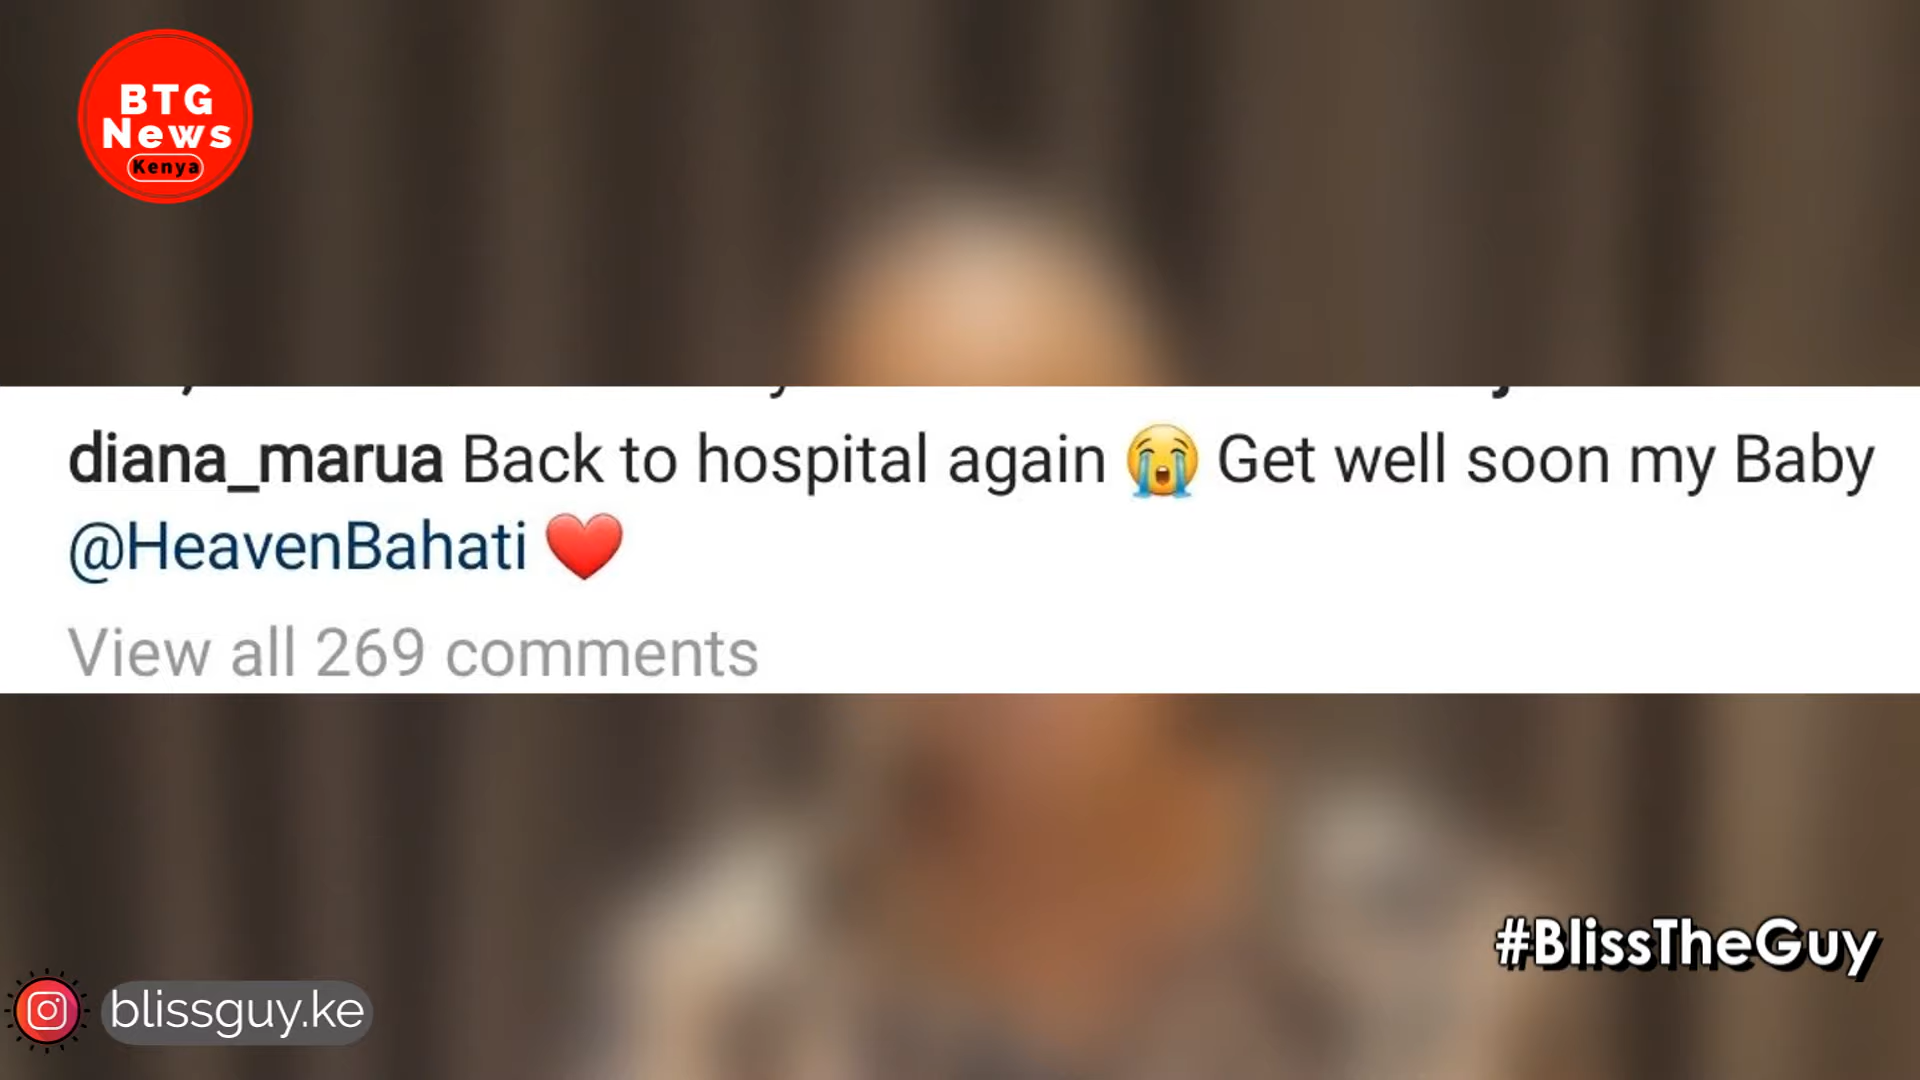 BTG
News
Kenya
diana_marua Back to hospital again 😭 Get well soon my Baby
@HeavenBahati ❤️
View all 269 comments
#BlissTheGuy
blissguy.ke